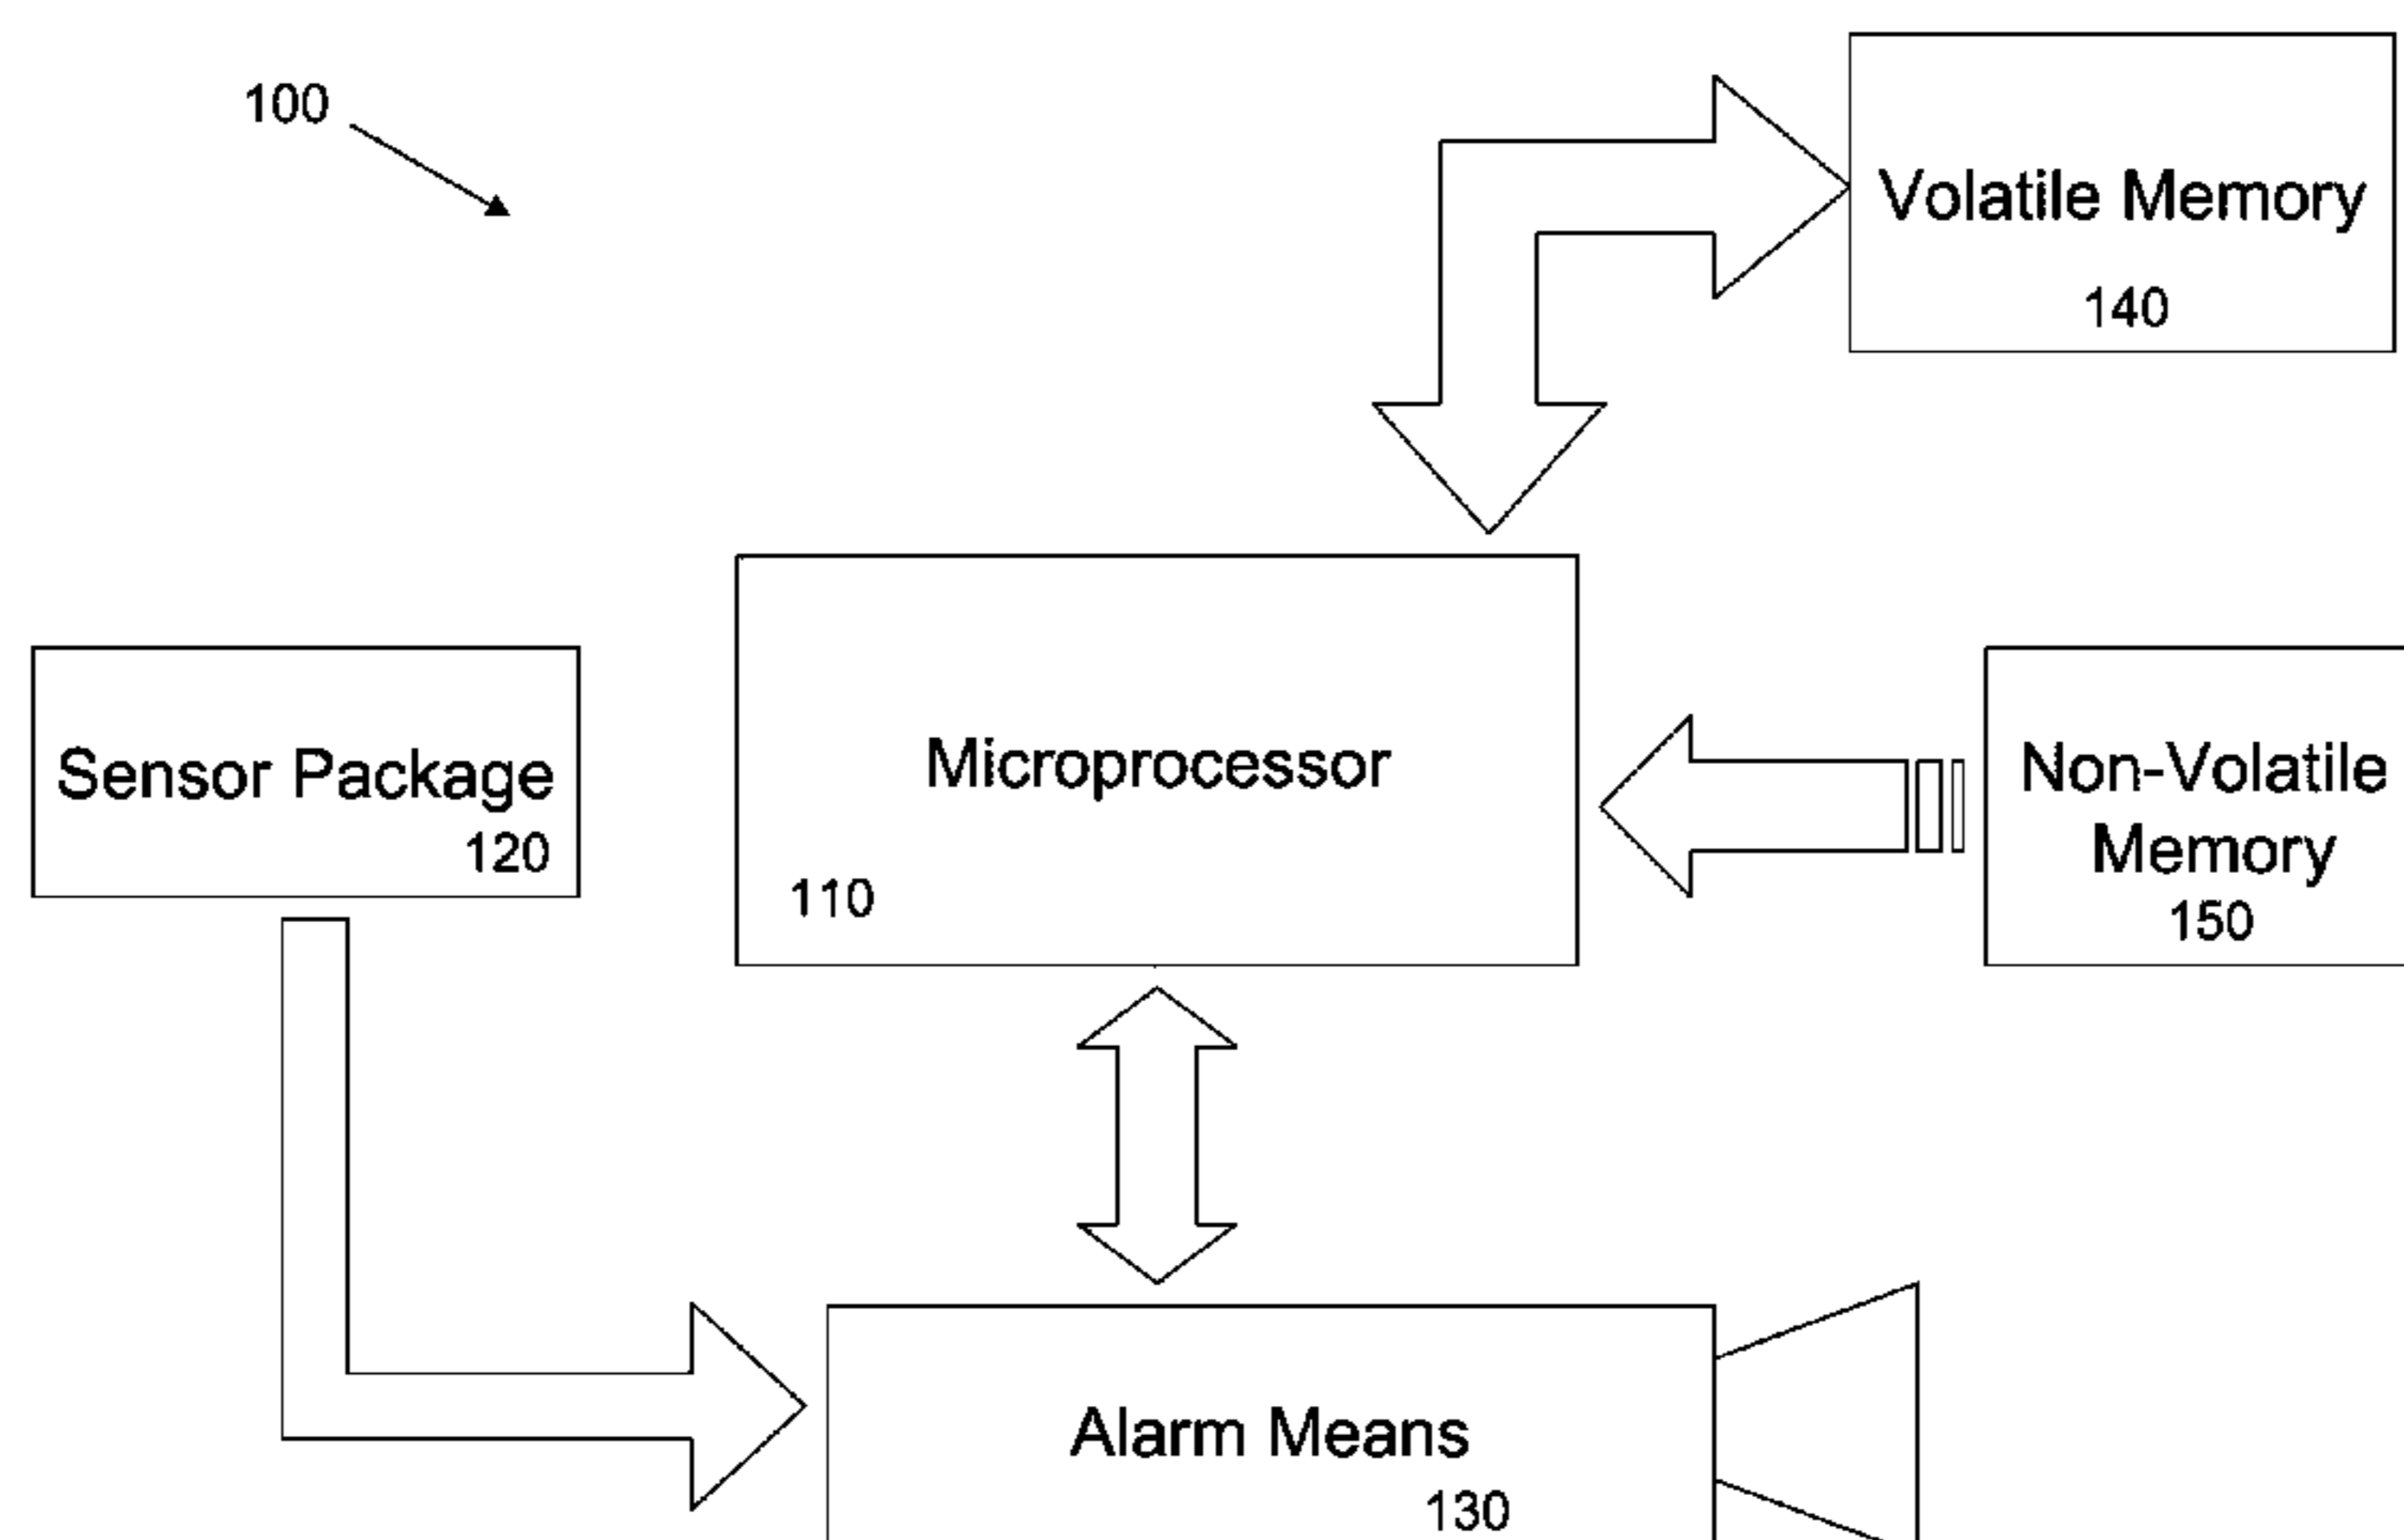 100
Volatile Memory
140
Microprocessor
110
Sensor Package
120
Non-Volatile
Memory
150
Alarm Means
130